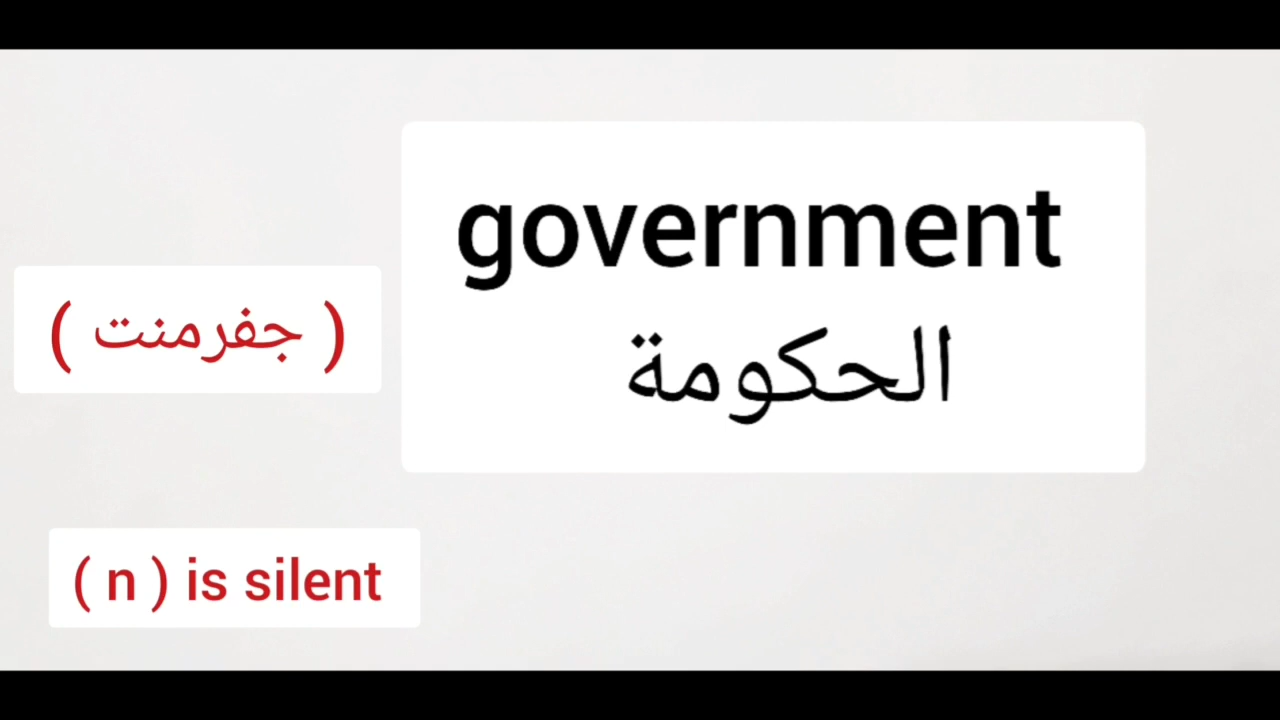 government
الحكومة
( جفرمنت )
( n ) is silent